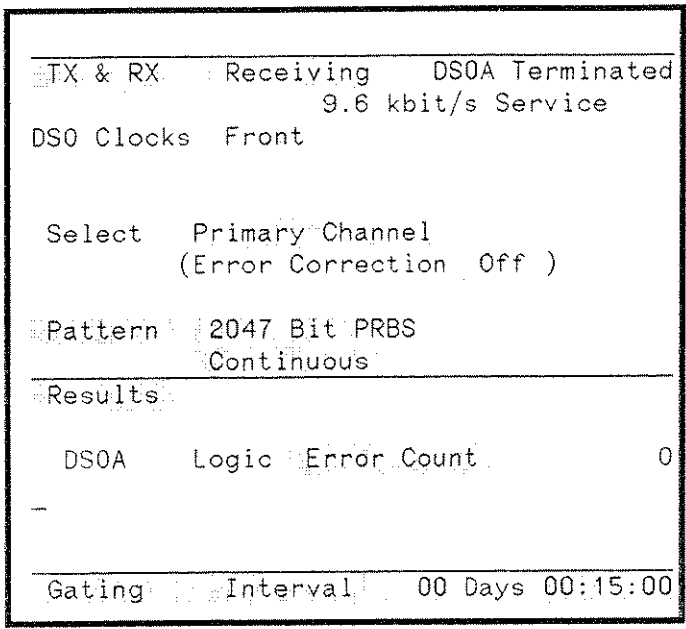 TX & RX Receiving DS0A Terminated
9.6 kbit/s Service
DS0 Clocks Front
Select Primary Channel
(Error Correction Off )
Pattern 2047 Bit PRBS
Continuous
Results
DS0A Logic Error Count 0
Gating Interval 00 Days 00:15:00